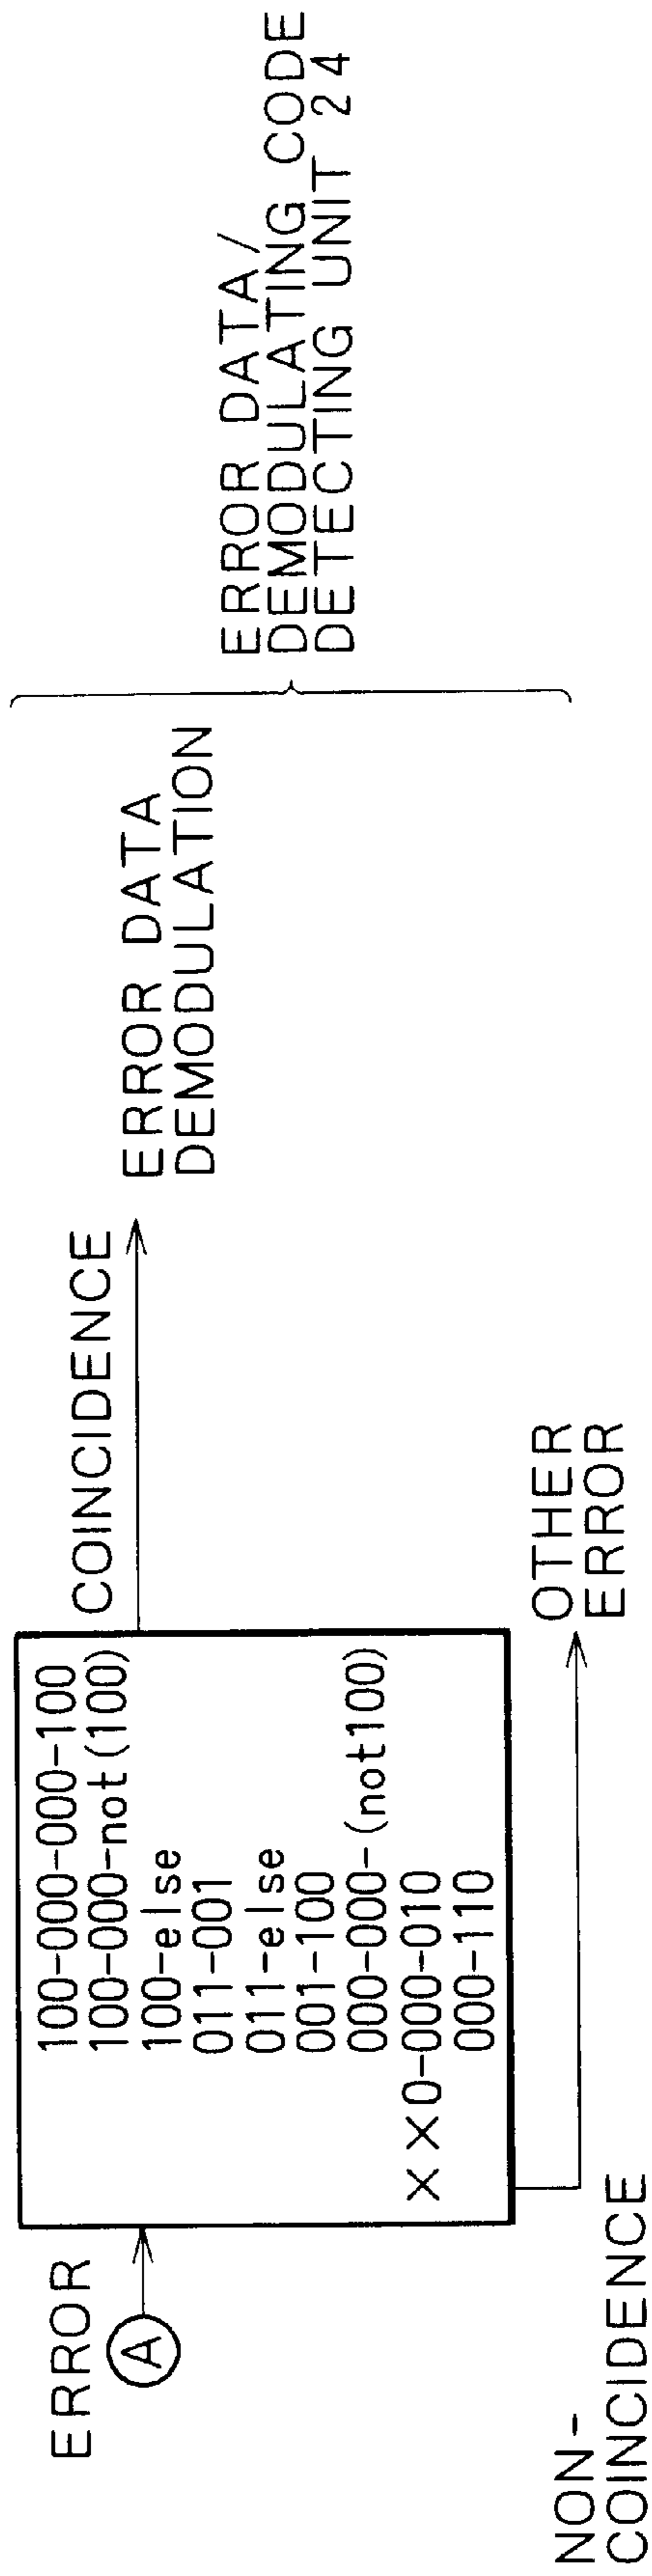 ERROR
A
100-000-000-100
100-000-not(100)
100-else
011-001
011-else
001-100
000-000-(not100)
××0-000-010
000-110
COINCIDENCE
ERROR DATA
DEMODULATION
NON-
COINCIDENCE
OTHER
ERROR
ERROR DATA/
DEMODULATING CODE
DETECTING UNIT 24